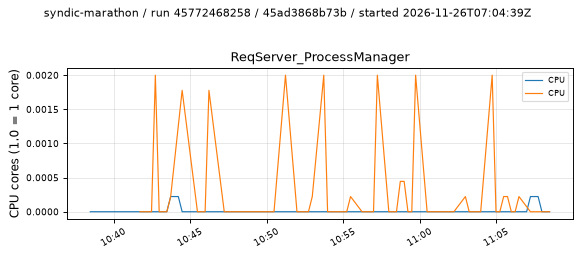 syndic-marathon / run 45772468258 / 45ad3868b73b / started 2026-11-26T07:04:39Z
ReqServer_ProcessManager
CPU cores (1.0 = 1 core)
0.0020
0.0015
0.0010
0.0005
0.0000
CPU
CPU
10:40
10:45
10:50
10:55
11:00
11:05